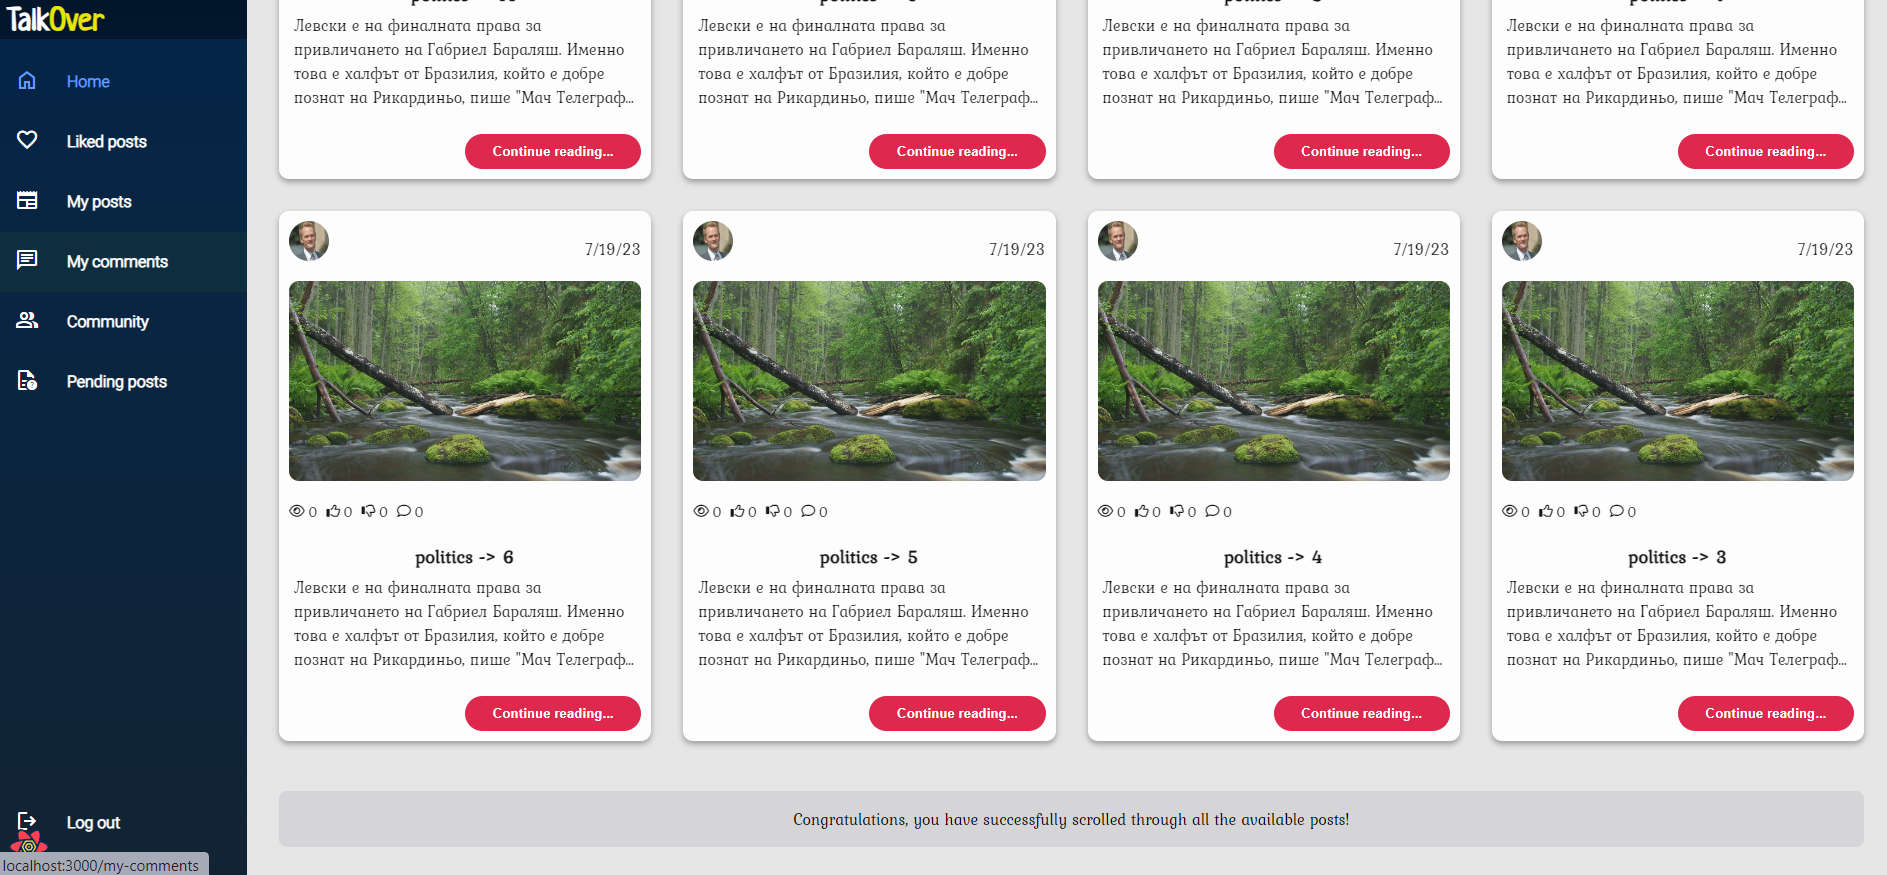 TalkOver
Home
Liked posts
My posts
My comments
Community
Pending posts
Log out
localhost:3000/my-comments
Левски е на финалната права за
привличането на Габриел Бараляш. Именно
това е халфът от Бразилия, който е добре
познат на Рикардиньо, пише "Мач Телеграф...
Continue reading...
Левски е на финалната права за
привличането на Габриел Бараляш. Именно
това е халфът от Бразилия, който е добре
познат на Рикардиньо, пише "Мач Телеграф...
Continue reading...
Левски е на финалната права за
привличането на Габриел Бараляш. Именно
това е халфът от Бразилия, който е добре
познат на Рикардиньо, пише "Мач Телеграф...
Continue reading...
Левски е на финалната права за
привличането на Габриел Бараляш. Именно
това е халфът от Бразилия, който е добре
познат на Рикардиньо, пише "Мач Телеграф...
Continue reading...
7/19/23
0 0 0 0
politics -> 6
Левски е на финалната права за
привличането на Габриел Бараляш. Именно
това е халфът от Бразилия, който е добре
познат на Рикардиньо, пише "Мач Телеграф...
Continue reading...
7/19/23
0 0 0 0
politics -> 5
Левски е на финалната права за
привличането на Габриел Бараляш. Именно
това е халфът от Бразилия, който е добре
познат на Рикардиньо, пише "Мач Телеграф...
Continue reading...
7/19/23
0 0 0 0
politics -> 4
Левски е на финалната права за
привличането на Габриел Бараляш. Именно
това е халфът от Бразилия, който е добре
познат на Рикардиньо, пише "Мач Телеграф...
Continue reading...
7/19/23
0 0 0 0
politics -> 3
Левски е на финалната права за
привличането на Габриел Бараляш. Именно
това е халфът от Бразилия, който е добре
познат на Рикардиньо, пише "Мач Телеграф...
Continue reading...
Congratulations, you have successfully scrolled through all the available posts!